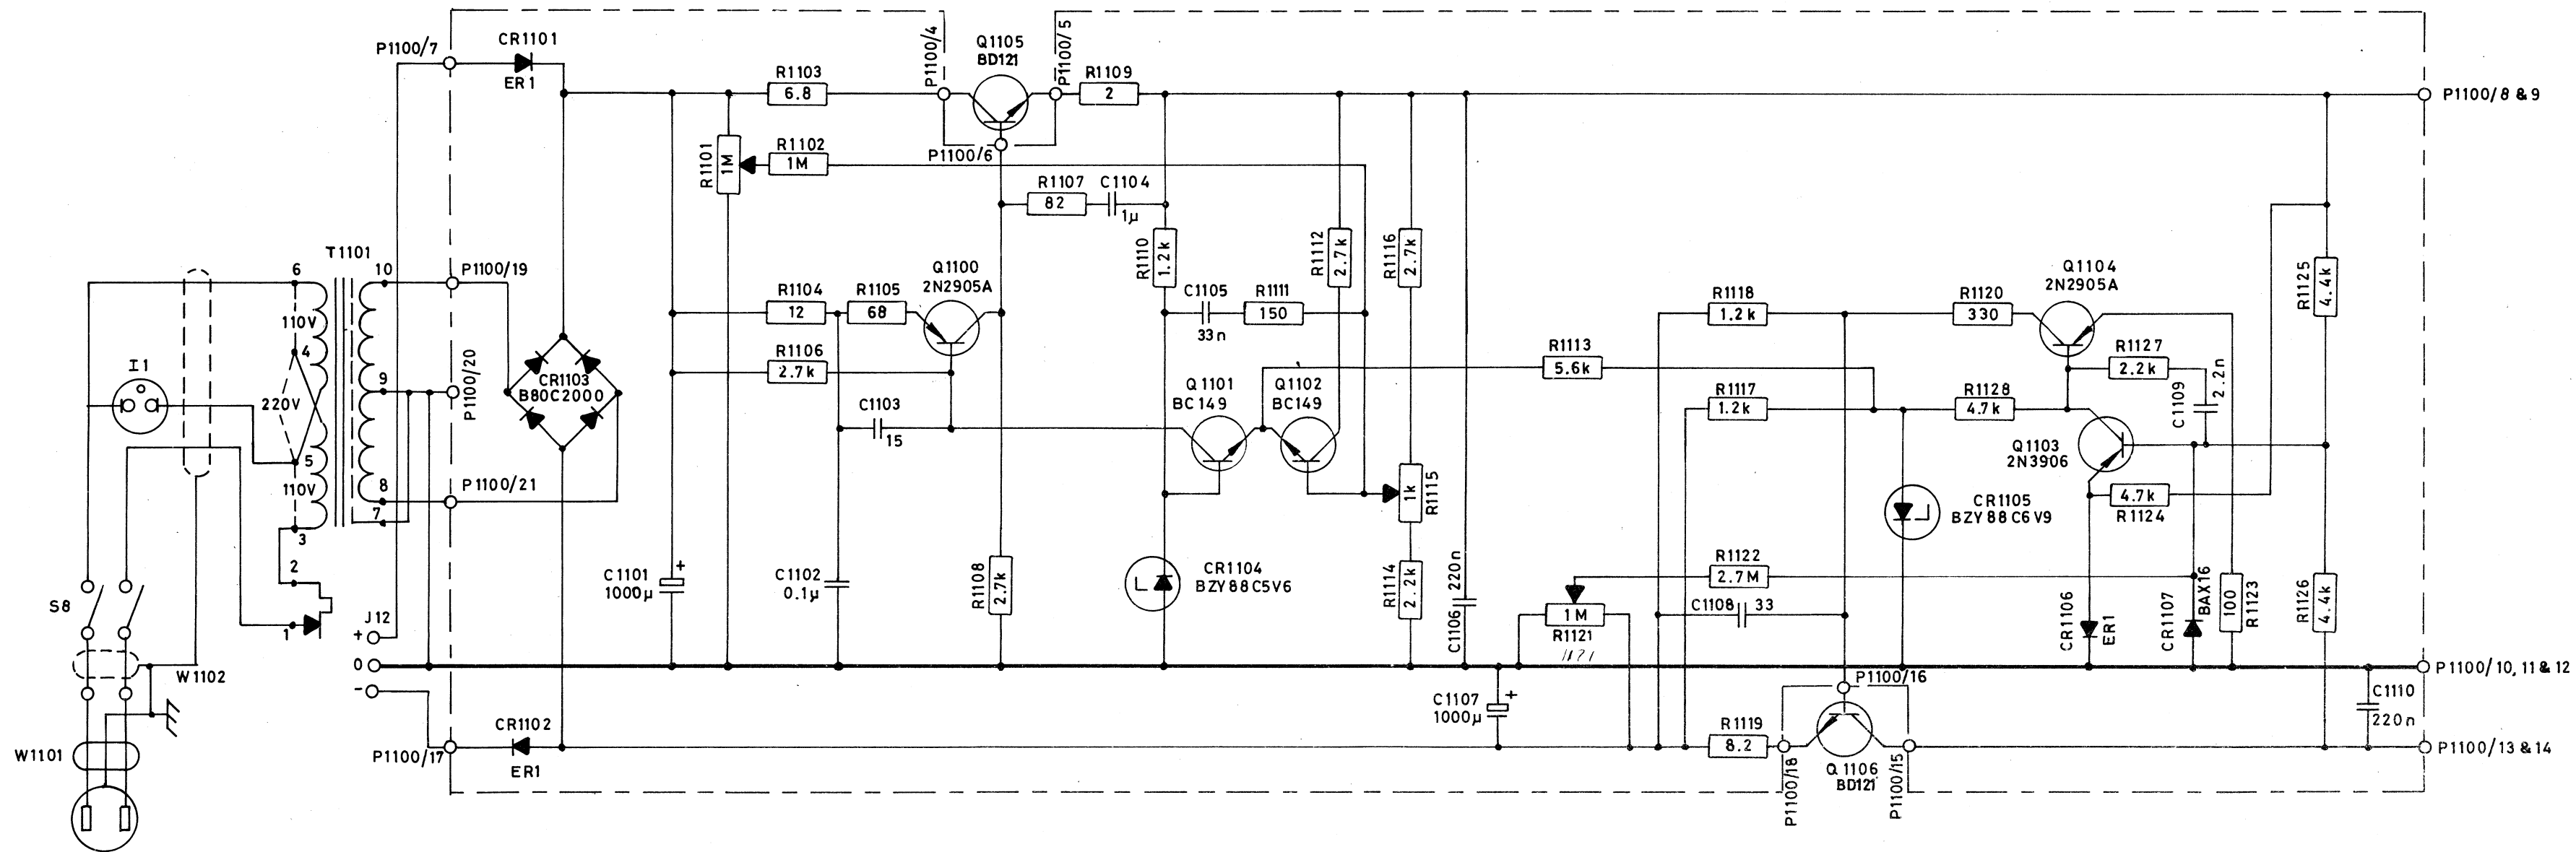 P1100/7
CR1101
ER1
P1100/4
Q1105
BD121
P1100/5
R1109
2
P1100/8 & 9
R1103
6.8
R1101
1M
R1102
1M
P1100/6
R1107
82
C1104
1µ
T1101
6
10
P1100/19
110V
4
I1
220V
9
P1100/20
5
110V
8
P1100/21
7
3
2
1
CR1103
B80C2000
R1104
12
R1105
68
Q1100
2N2905A
R1106
2.7k
C1103
15
R1110
1.2k
C1105
33n
R1111
150
R1112
2.7k
R1116
2.7k
Q1101
BC149
Q1102
BC149
R1113
5.6k
R1118
1.2k
R1117
1.2k
R1120
330
Q1104
2N2905A
R1127
2.2k
C1109
2.2n
R1128
4.7k
Q1103
2N3906
R1125
4.4k
CR1105
BZY88C6V9
4.7k
R1124
1k
R1115
C1101
1000µ
+
C1102
0.1µ
R1108
2.7k
CR1104
BZY88C5V6
R1114
2.2k
C1106
220n
R1122
2.7M
1M
R1121
1121
C1108
33
CR1106
ER1
CR1107
BAX16
100
R1123
R1126
4.4k
S8
J12
+
0
-
W1102
P1100/10, 11 & 12
P1100/16
C1107
1000µ
+
C1110
220n
CR1102
ER1
P1100/17
R1119
8.2
P1100/18
Q1106
BD121
P1100/15
P1100/13 & 14
W1101